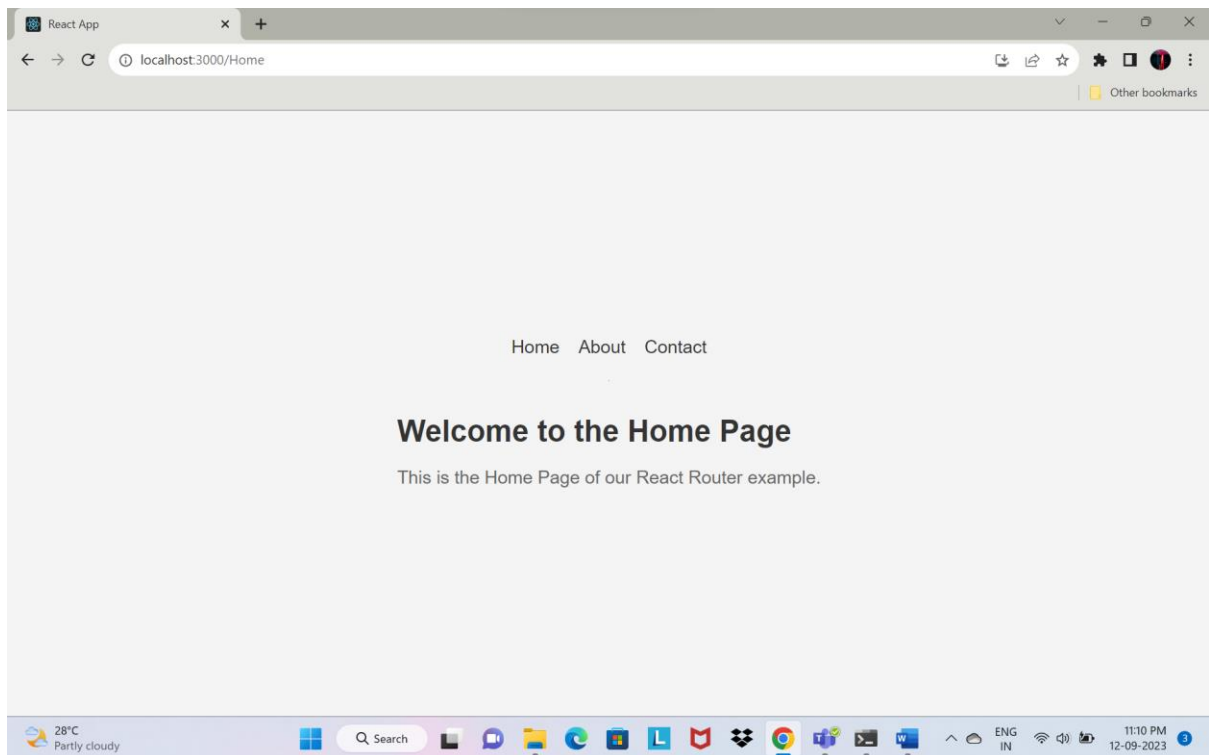 React App
localhost:3000/Home
Other bookmarks
Home About Contact
Welcome to the Home Page
This is the Home Page of our React Router example.
28°C
Partly cloudy
Search
L
W
ENG
IN
11:10 PM
12-09-2023
3